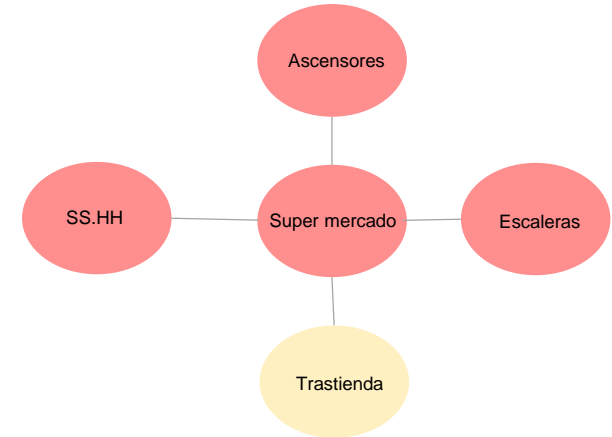 Ascensores
SS.HH
Super mercado
Escaleras
Trastienda